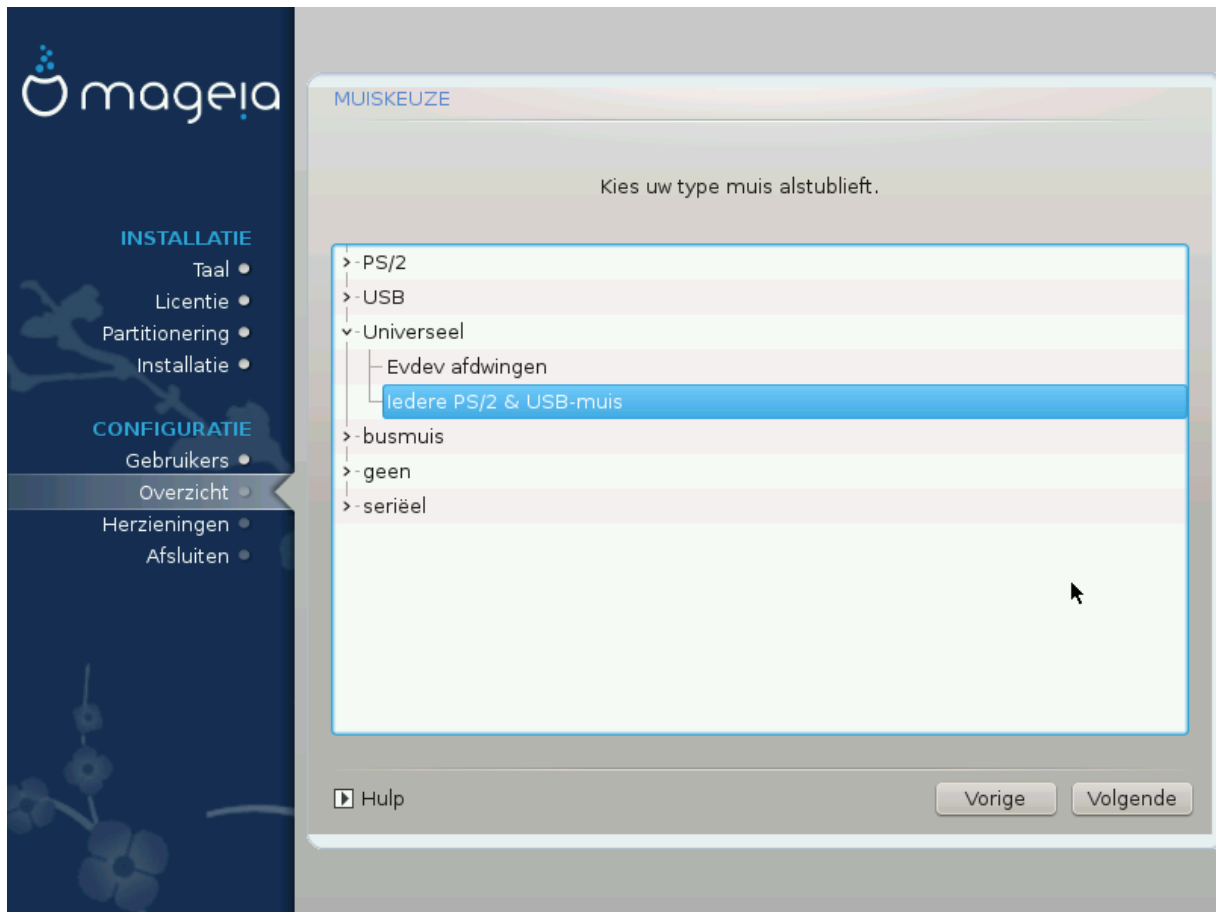 mageia
INSTALLATIE
Taal
Licentie
Partitionering
Installatie
CONFIGURATIE
Gebruikers
Overzicht
Herzieningen
Afsluiten
MUISKEUZE
Kies uw type muis alstublieft.
PS/2
USB
Universeel
Evdev afdwingen
Iedere PS/2 & USB-muis
busmuis
geen
seriëel
Hulp
Vorige
Volgende